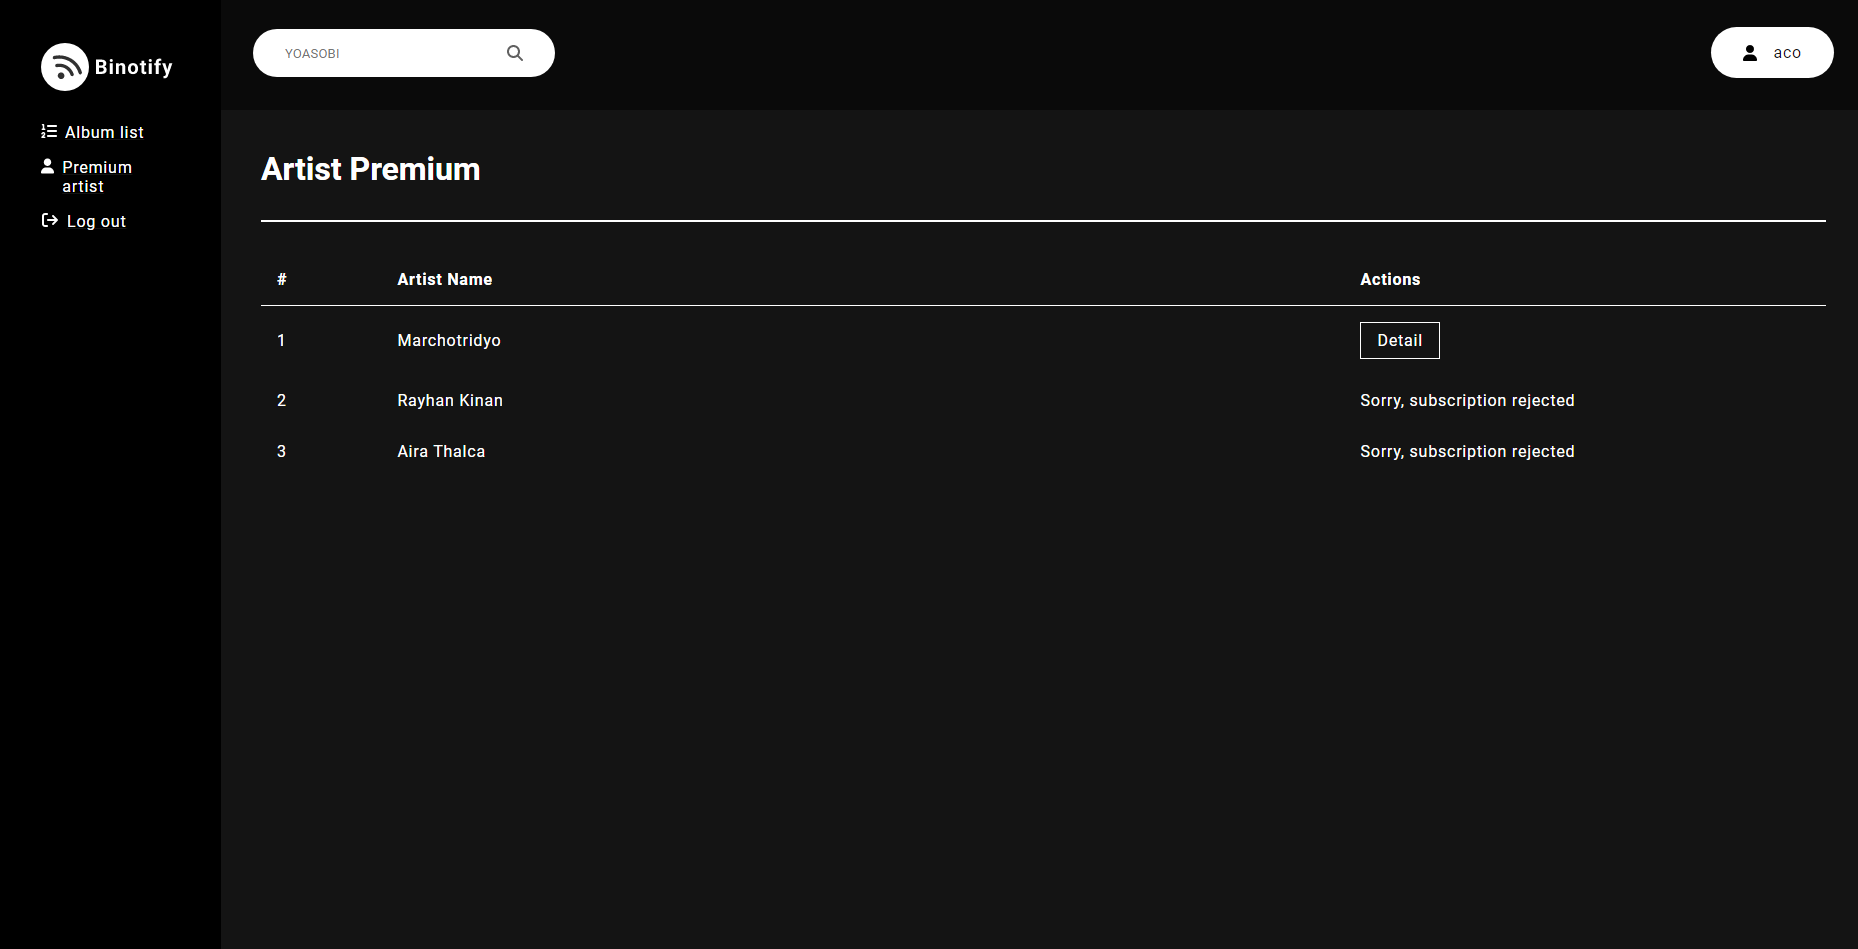 Binotify
Album list
Premium
artist
Log out
YOASOBI
aco
Artist Premium
# Artist Name Actions
1 Marchotridyo Detail
2 Rayhan Kinan Sorry, subscription rejected
3 Aira Thalca Sorry, subscription rejected